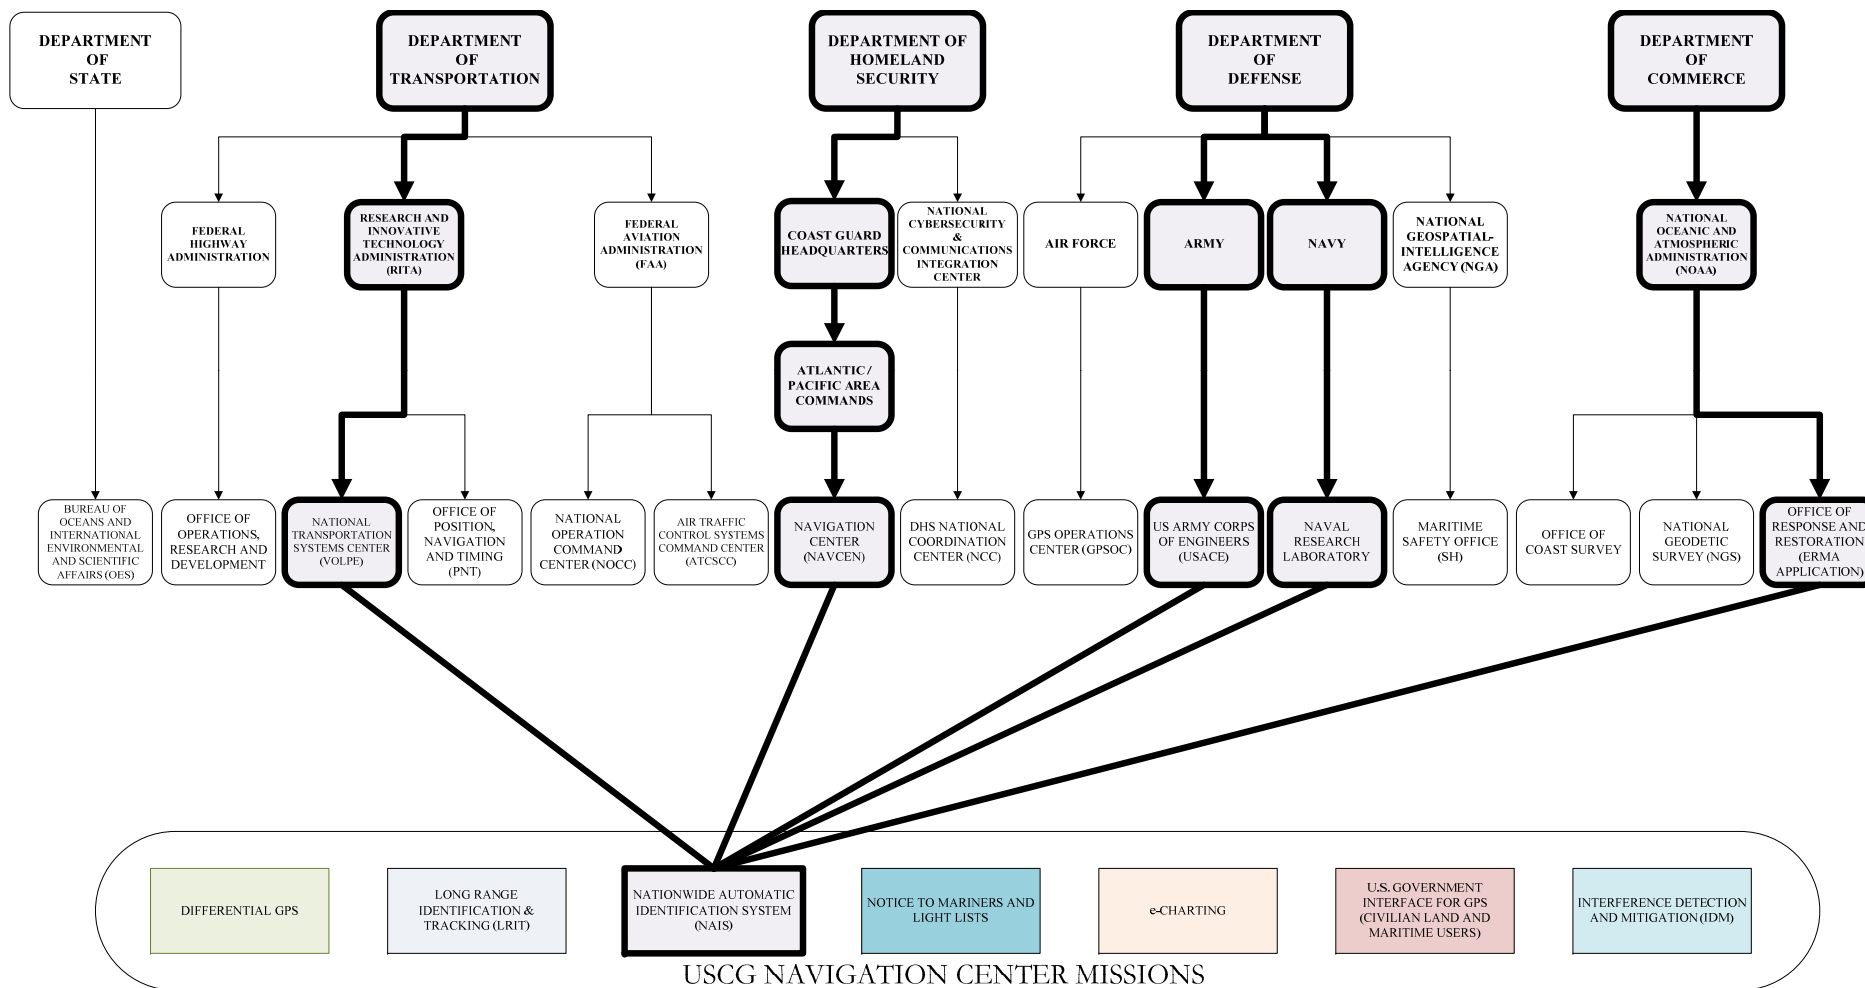 DEPARTMENT
OF
STATE
DEPARTMENT
OF
TRANSPORTATION
DEPARTMENT OF
HOMELAND
SECURITY
DEPARTMENT
OF
DEFENSE
DEPARTMENT
OF
COMMERCE
FEDERAL
HIGHWAY
ADMINISTRATION
RESEARCH AND
INNOVATIVE
TECHNOLOGY
ADMINISTRATION
(RITA)
FEDERAL
AVIATION
ADMINISTRATION
(FAA)
COAST GUARD
HEADQUARTERS
NATIONAL
CYBERSECURITY
&
COMMUNICATIONS
INTEGRATION
CENTER
AIR FORCE
ARMY
NAVY
NATIONAL
GEOSPATIAL-
INTELLIGENCE
AGENCY (NGA)
NATIONAL
OCEANIC AND
ATMOSPHERIC
ADMINISTRATION
(NOAA)
ATLANTIC /
PACIFIC AREA
COMMANDS
BUREAU OF
OCEANS AND
INTERNATIONAL
ENVIRONMENTAL
AND SCIENTIFIC
AFFAIRS (OES)
OFFICE OF
OPERATIONS,
RESEARCH AND
DEVELOPMENT
NATIONAL
TRANSPORTATION
SYSTEMS CENTER
(VOLPE)
OFFICE OF
POSITION,
NAVIGATION
AND TIMING
(PNT)
NATIONAL
OPERATION
COMMAND
CENTER (NOCC)
AIR TRAFFIC
CONTROL SYSTEMS
COMMAND CENTER
(ATCSCC)
NAVIGATION
CENTER
(NAVCEN)
DHS NATIONAL
COORDINATION
CENTER (NCC)
GPS OPERATIONS
CENTER (GPSOC)
US ARMY CORPS
OF ENGINEERS
(USACE)
NAVAL
RESEARCH
LABORATORY
MARITIME
SAFETY OFFICE
(SH)
OFFICE OF
COAST SURVEY
NATIONAL
GEODETIC
SURVEY (NGS)
OFFICE OF
RESPONSE AND
RESTORATION
(ERMA
APPLICATION)
DIFFERENTIAL GPS
LONG RANGE
IDENTIFICATION &
TRACKING (LRIT)
NATIONWIDE AUTOMATIC
IDENTIFICATION SYSTEM
(NAIS)
NOTICE TO MARINERS AND
LIGHT LISTS
e-CHARTING
U.S. GOVERNMENT
INTERFACE FOR GPS
(CIVILIAN LAND AND
MARITIME USERS)
INTERFERENCE DETECTION
AND MITIGATION (IDM)
USCG NAVIGATION CENTER MISSIONS